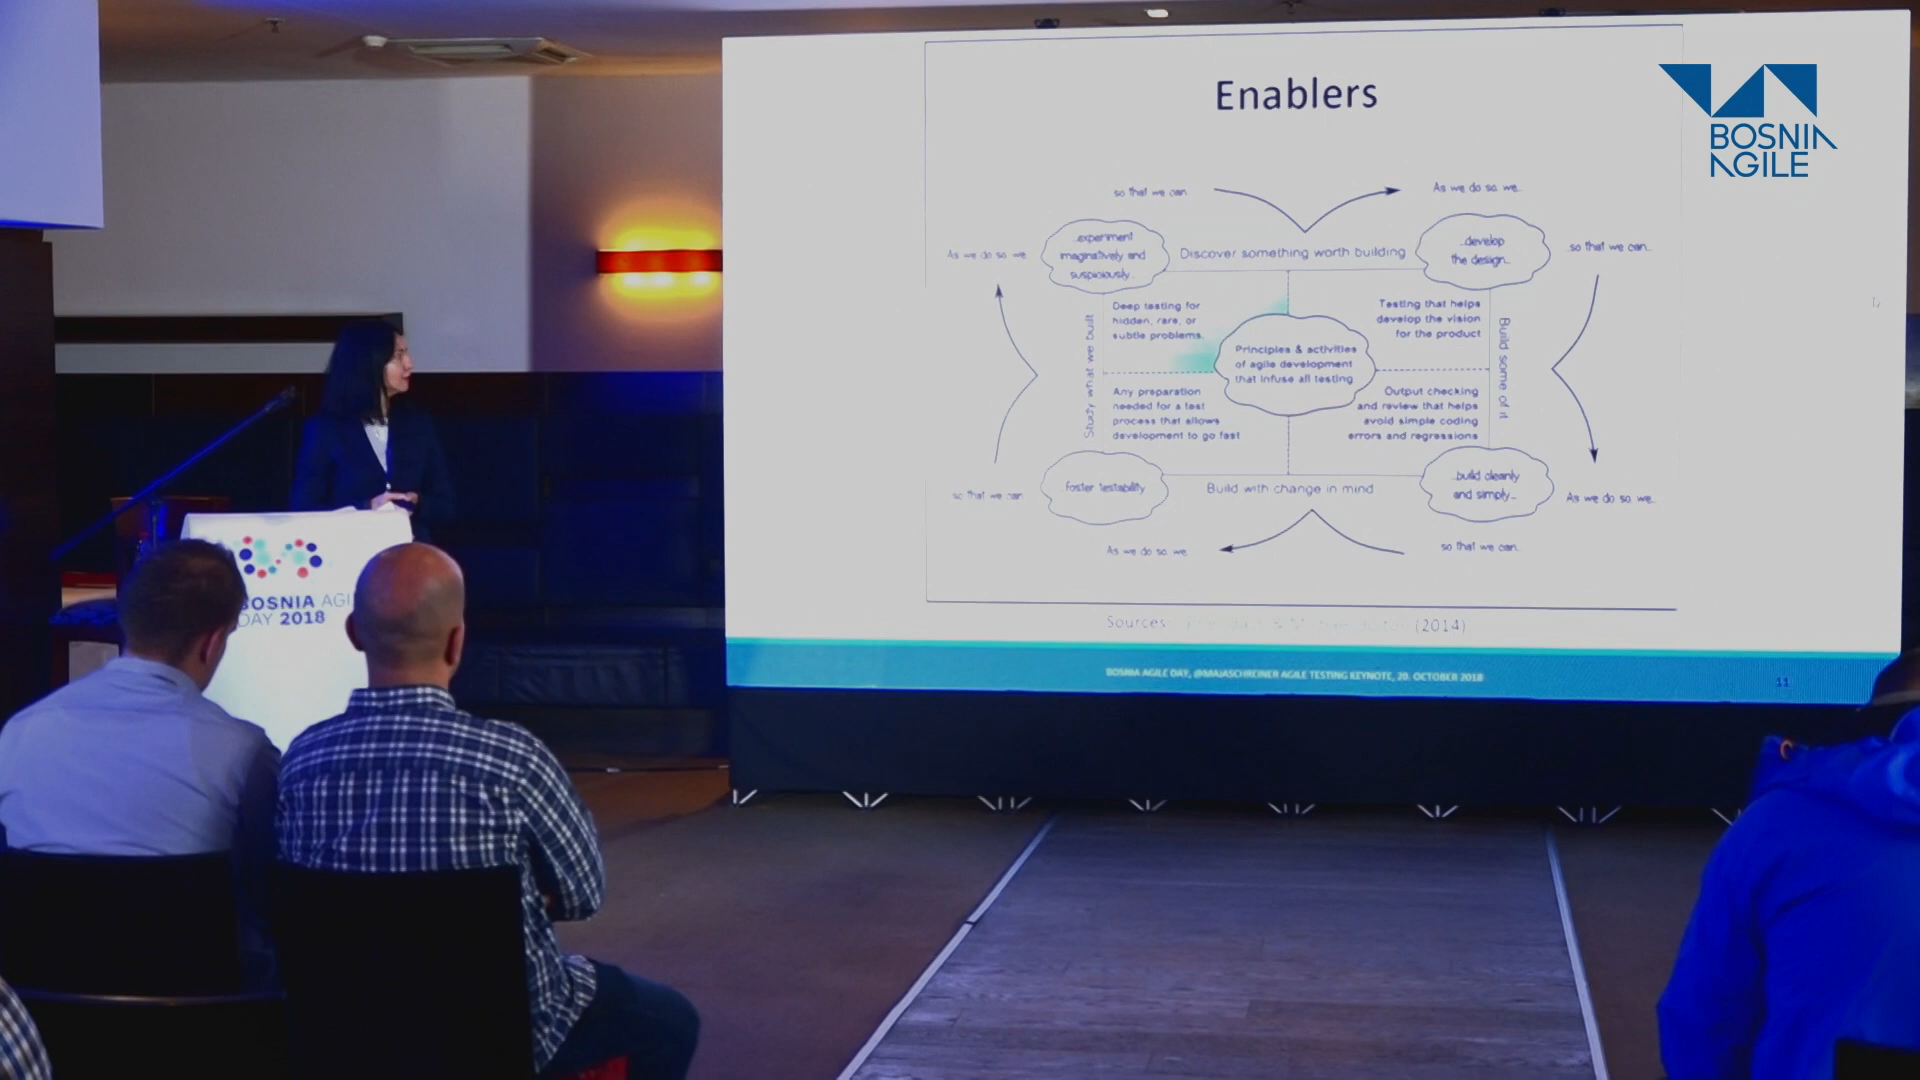 Enablers
BOSNIA
AGILE
so that we can
As we do so we...
As we do so we
...experiment
imaginatively and
suspiciously...
Discover something worth building
...develop
the design...
so that we can...
Deep testing for
hidden, rare, or
subtle problems.
Testing that helps
develop the vision
for the product
Study what we built
Principles & activities
of agile development
that infuse all testing
Build some of it
Any preparation
needed for a test
process that allows
development to go fast
Output checking
and review that helps
avoid simple coding
errors and regressions
so that we can
foster testability
Build with change in mind
...build cleanly
and simply...
As we do so we...
As we do so we
so that we can
Sources (2014)
BOSNIA AGILE DAY, @MAJASCHREINER AGILE TESTING KEYNOTE, 20. OCTOBER 2018
11
BOSNIA AGI
DAY 2018